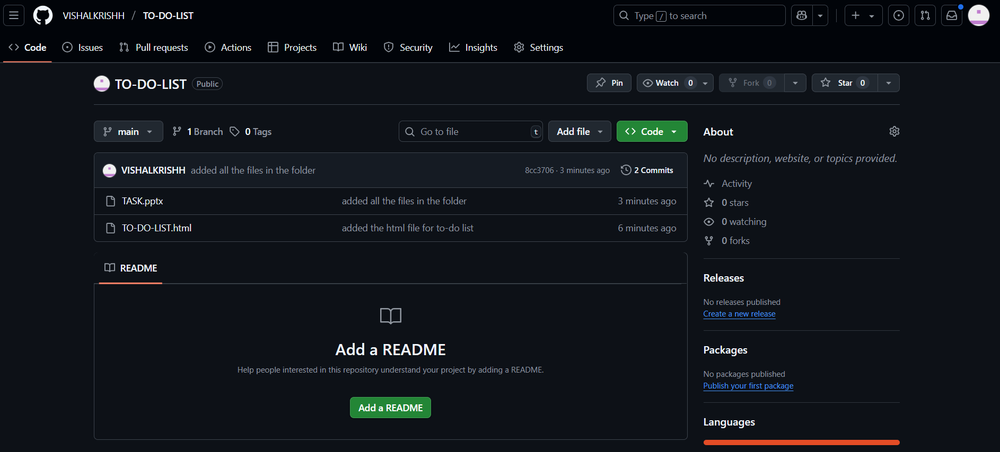 VISHALKRISHH / TO-DO-LIST
Type / to search
Code Issues Pull requests Actions Projects Wiki Security Insights Settings
TO-DO-LIST Public
Pin Watch 0 Fork 0 Star 0
main 1 Branch 0 Tags Go to file t Add file Code
VISHALKRISHH added all the files in the folder 8cc3706 · 3 minutes ago 2 Commits
TASK.pptx added all the files in the folder 3 minutes ago
TO-DO-LIST.html added the html file for to-do list 6 minutes ago
README
Add a README
Help people interested in this repository understand your project by adding a README.
Add a README
About
No description, website, or topics provided.
Activity
0 stars
0 watching
0 forks
Releases
No releases published
Create a new release
Packages
No packages published
Publish your first package
Languages